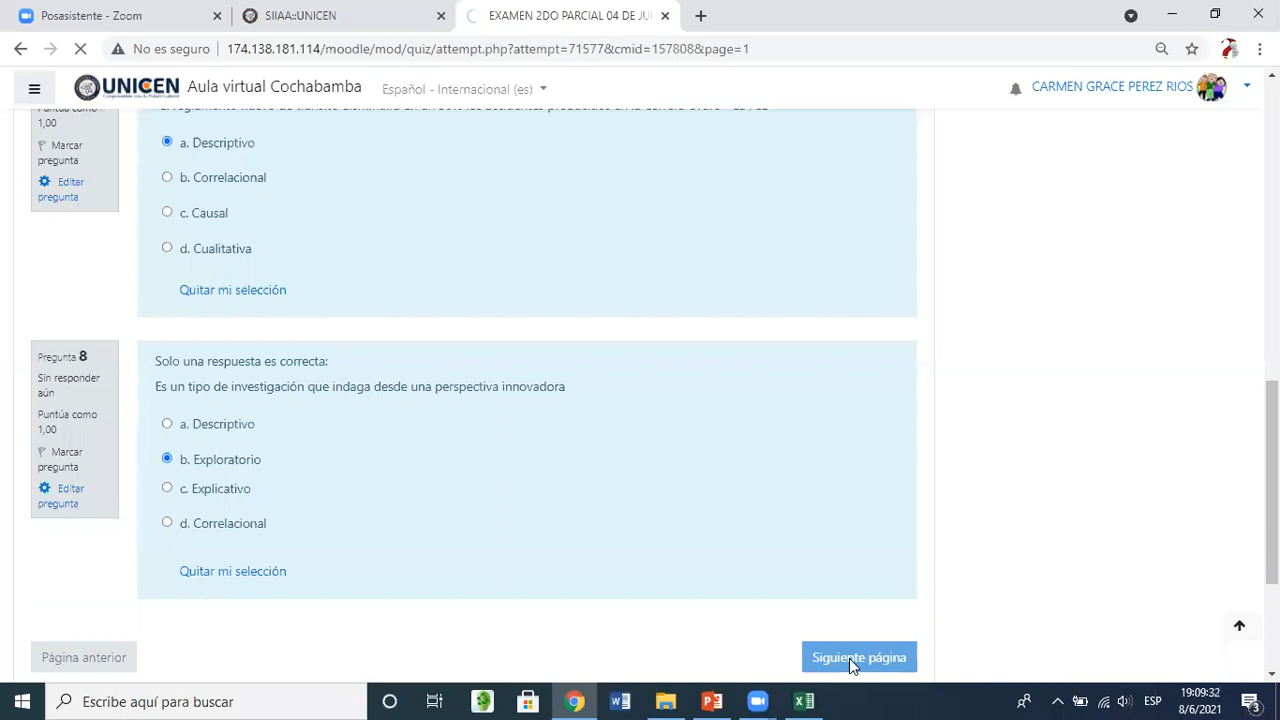 Posasistente - Zoom
SIIAA::UNICEN
EXAMEN 2DO PARCIAL 04 DE JU
No es seguro
174.138.181.114/moodle/mod/quiz/attempt.php?attempt=71577&cmid=157808&page=1
UNICEN
Aula virtual Cochabamba
Español - Internacional (es)
CARMEN GRACE PEREZ RIOS
Puntúa como
1,00
Marcar
pregunta
Editar
pregunta
a. Descriptivo
b. Correlacional
c. Causal
d. Cualitativa
Quitar mi selección
Pregunta 8
Sin responder
aún
Puntúa como
1,00
Marcar
pregunta
Editar
pregunta
Solo una respuesta es correcta:
Es un tipo de investigación que indaga desde una perspectiva innovadora
a. Descriptivo
b. Exploratorio
c. Explicativo
d. Correlacional
Quitar mi selección
Página anterior
Siguiente página
Escribe aquí para buscar
ESP
19:09:32
8/6/2021
3